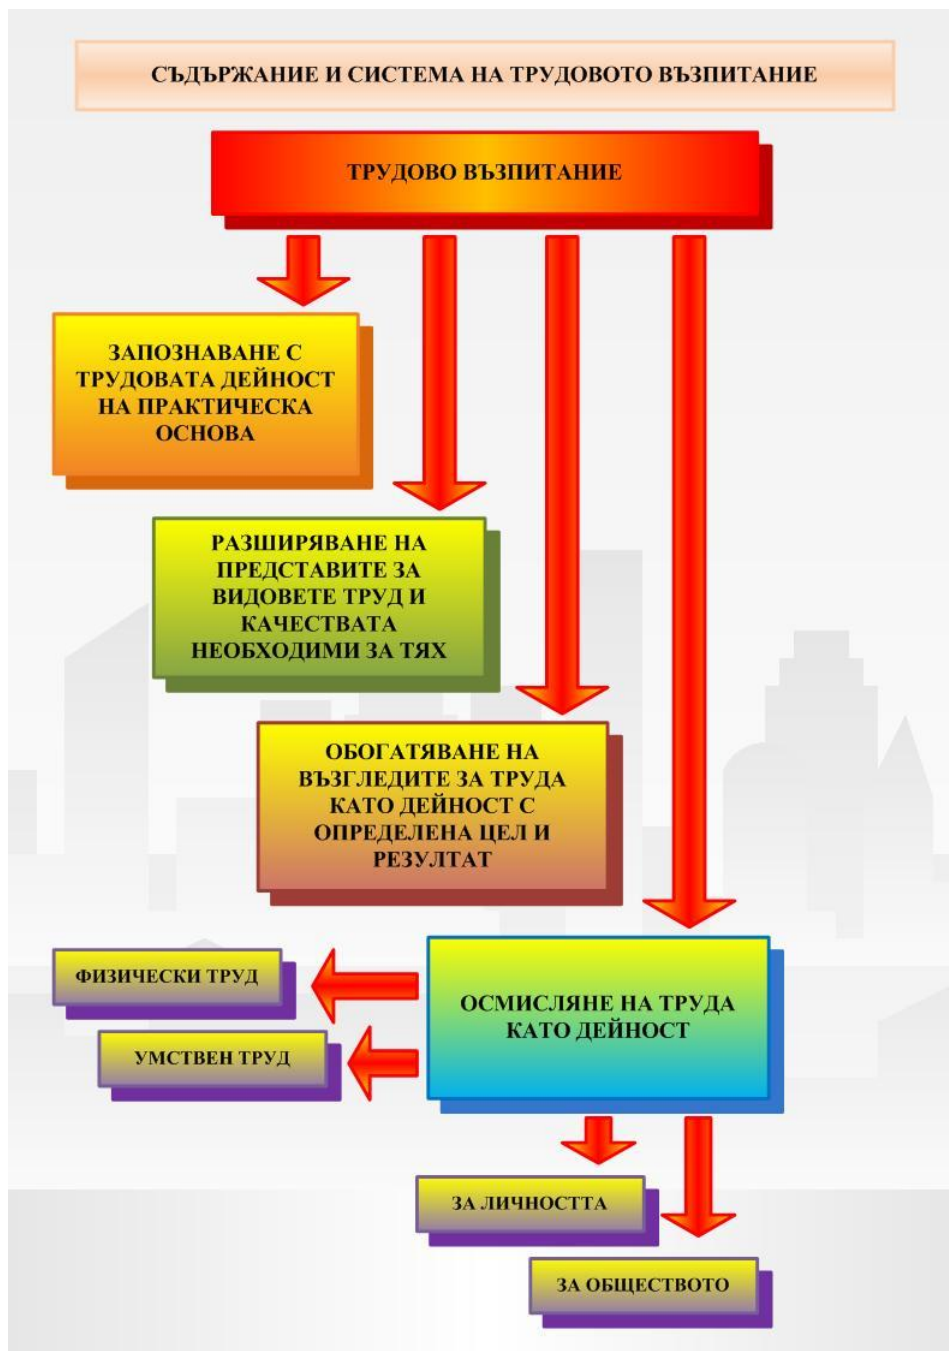 СЪДЪРЖАНИЕ И СИСТЕМА НА ТРУДОВОТО ВЪЗПИТАНИЕ
ТРУДОВО ВЪЗПИТАНИЕ
ЗАПОЗНАВАНЕ С
ТРУДОВАТА ДЕЙНОСТ
НА ПРАКТИЧЕСКА
ОСНОВА
РАЗШИРЯВАНЕ НА
ПРЕДСТАВИТЕ ЗА
ВИДОВЕТЕ ТРУД И
КАЧЕСТВАТА
НЕОБХОДИМИ ЗА ТЯХ
ОБОГАТЯВАНЕ НА
ВЪЗГЛЕДИТЕ ЗА ТРУДА
КАТО ДЕЙНОСТ С
ОПРЕДЕЛЕНА ЦЕЛ И
РЕЗУЛТАТ
ОСМИСЛЯНЕ НА ТРУДА
КАТО ДЕЙНОСТ
ФИЗИЧЕСКИ ТРУД
УМСТВЕН ТРУД
ЗА ЛИЧНОСТТА
ЗА ОБЩЕСТВОТО